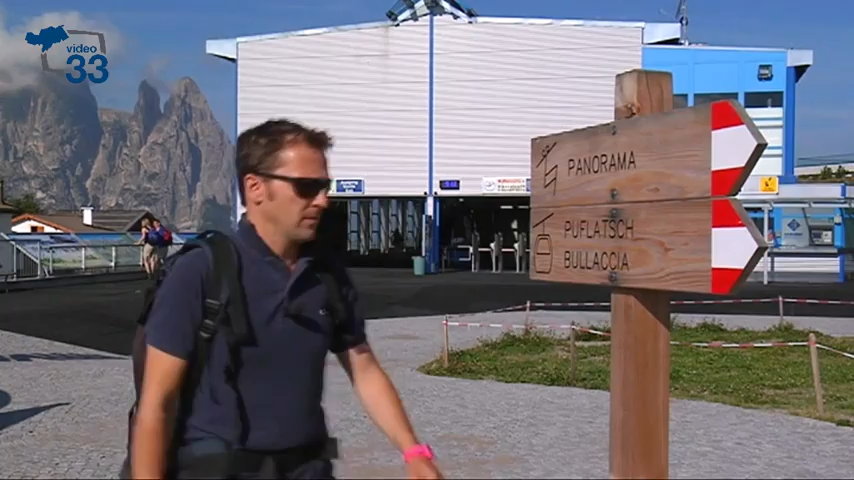 video
33
PANORAMA
PUFLATSCH
BULLACCIA